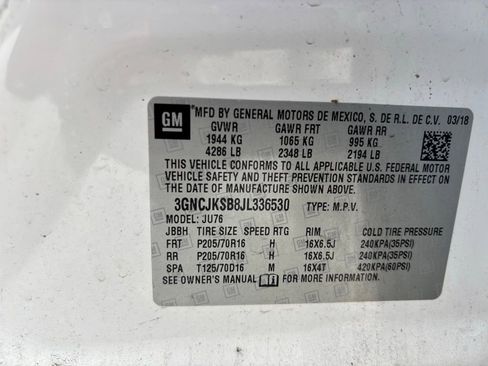 GM
*MFD BY GENERAL MOTORS DE MEXICO, S. DE R.L. DE C.V. 03/18
GVWR GAWR FRT GAWR RR
1944 KG 1065 KG 995 KG
4286 LB 2348 LB 2194 LB
THIS VEHICLE CONFORMS TO ALL APPLICABLE U.S. FEDERAL MOTOR
VEHICLE SAFETY, BUMPER, AND THEFT PREVENTION STANDARDS IN EFFECT
ON THE DATE OF MANUFACTURE SHOWN ABOVE.
3GNCJKSB8JL336530 TYPE: M.P.V.
MODEL: JU76
JBBH TIRE SIZE SPEED RTG RIM COLD TIRE PRESSURE
FRT P205/70R16 H 16X6.5J 240KPA(35PSI)
RR P205/70R16 H 16X6.5J 240KPA(35PSI)
SPA T125/70D16 M 16X4T 420KPA(60PSI)
SEE OWNER'S MANUAL FOR MORE INFORMATION.